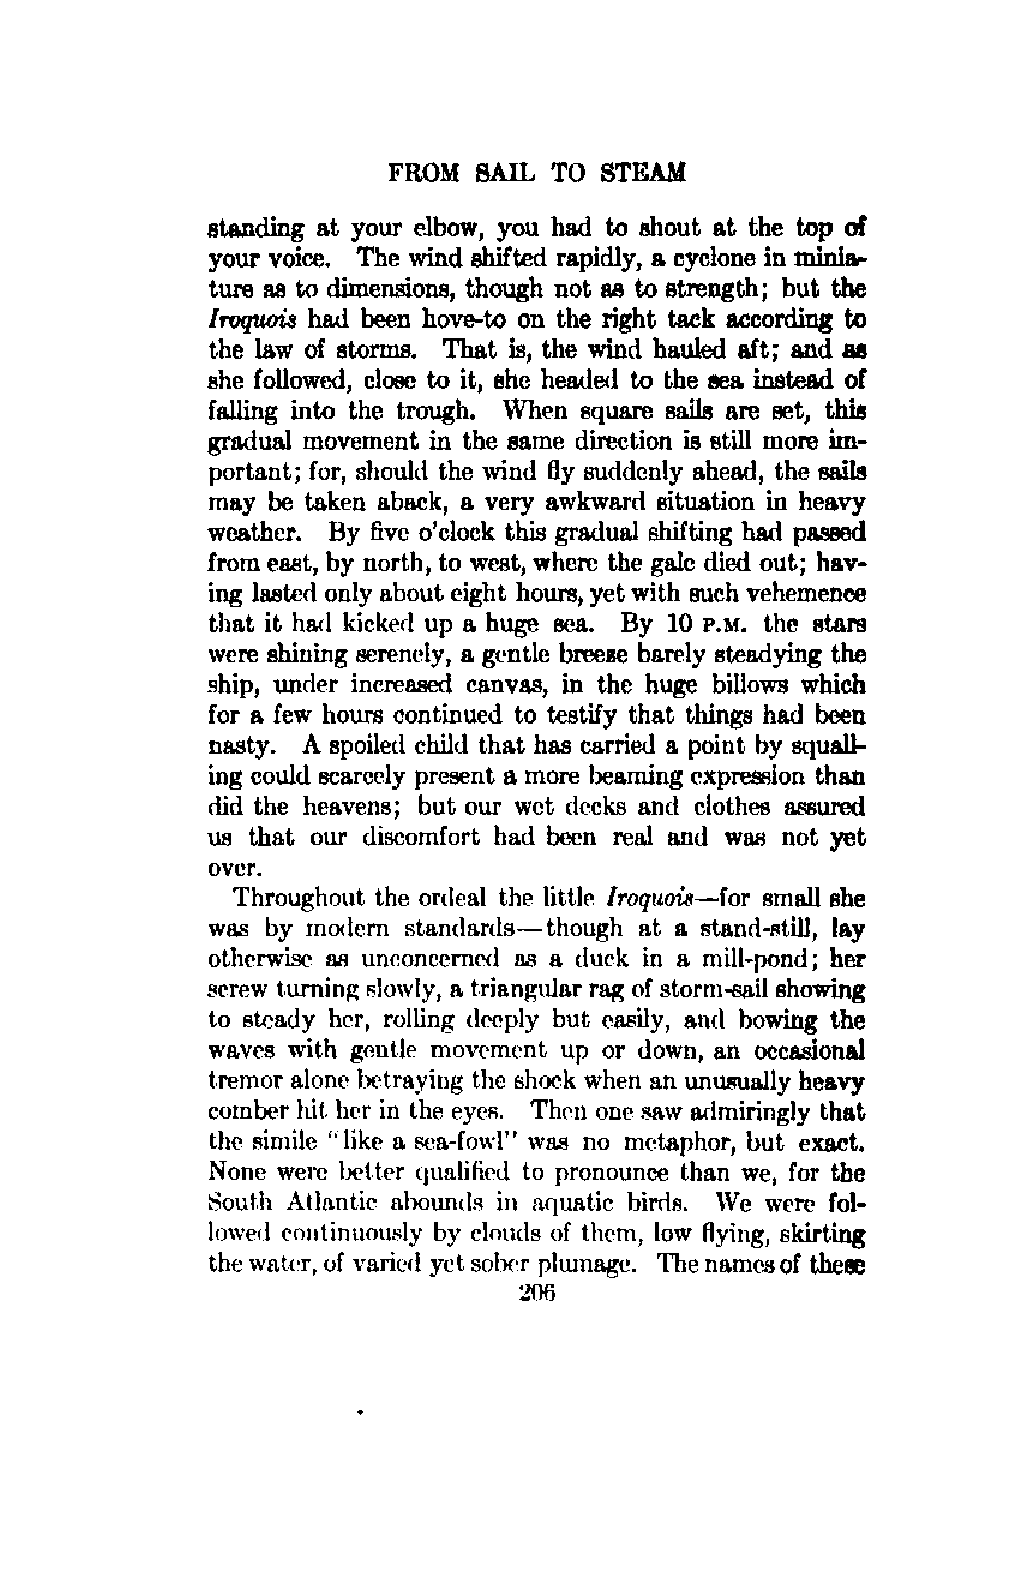 FROM SAIL TO STEAM
standing at your elbow, you had to shout at the top of
your voice. The wind shifted rapidly, a cyclone in minia-
ture as to dimensions, though not as to strength; but the
Iroquois had been hove-to on the right tack according to
the law of storms. That is, the wind hauled aft; and as
she followed, close to it, she headed to the sea instead of
falling into the trough. When square sails are set, this
gradual movement in the same direction is still more im-
portant; for, should the wind fly suddenly ahead, the sails
may be taken aback, a very awkward situation in heavy
weather. By five o'clock this gradual shifting had passed
from east, by north, to west, where the gale died out; hav-
ing lasted only about eight hours, yet with such vehemence
that it had kicked up a huge sea. By 10 P.M. the stars
were shining serenely, a gentle breeze barely steadying the
ship, under increased canvas, in the huge billows which
for a few hours continued to testify that things had been
nasty. A spoiled child that has carried a point by squall-
ing could scarcely present a more beaming expression than
did the heavens; but our wet decks and clothes assured
us that our discomfort had been real and was not yet
over.
Throughout the ordeal the little Iroquois—for small she
was by modern standards—though at a stand-still, lay
otherwise as unconcerned as a duck in a mill-pond; her
screw turning slowly, a triangular rag of storm-sail showing
to steady her, rolling deeply but easily, and bowing the
waves with gentle movement up or down, an occasional
tremor alone betraying the shock when an unusually heavy
comber hit her in the eyes. Then one saw admiringly that
the simile "like a sea-fowl" was no metaphor, but exact.
None were better qualified to pronounce than we, for the
South Atlantic abounds in aquatic birds. We were fol-
lowed continuously by clouds of them, low flying, skirting
the water, of varied yet sober plumage. The names of these
206